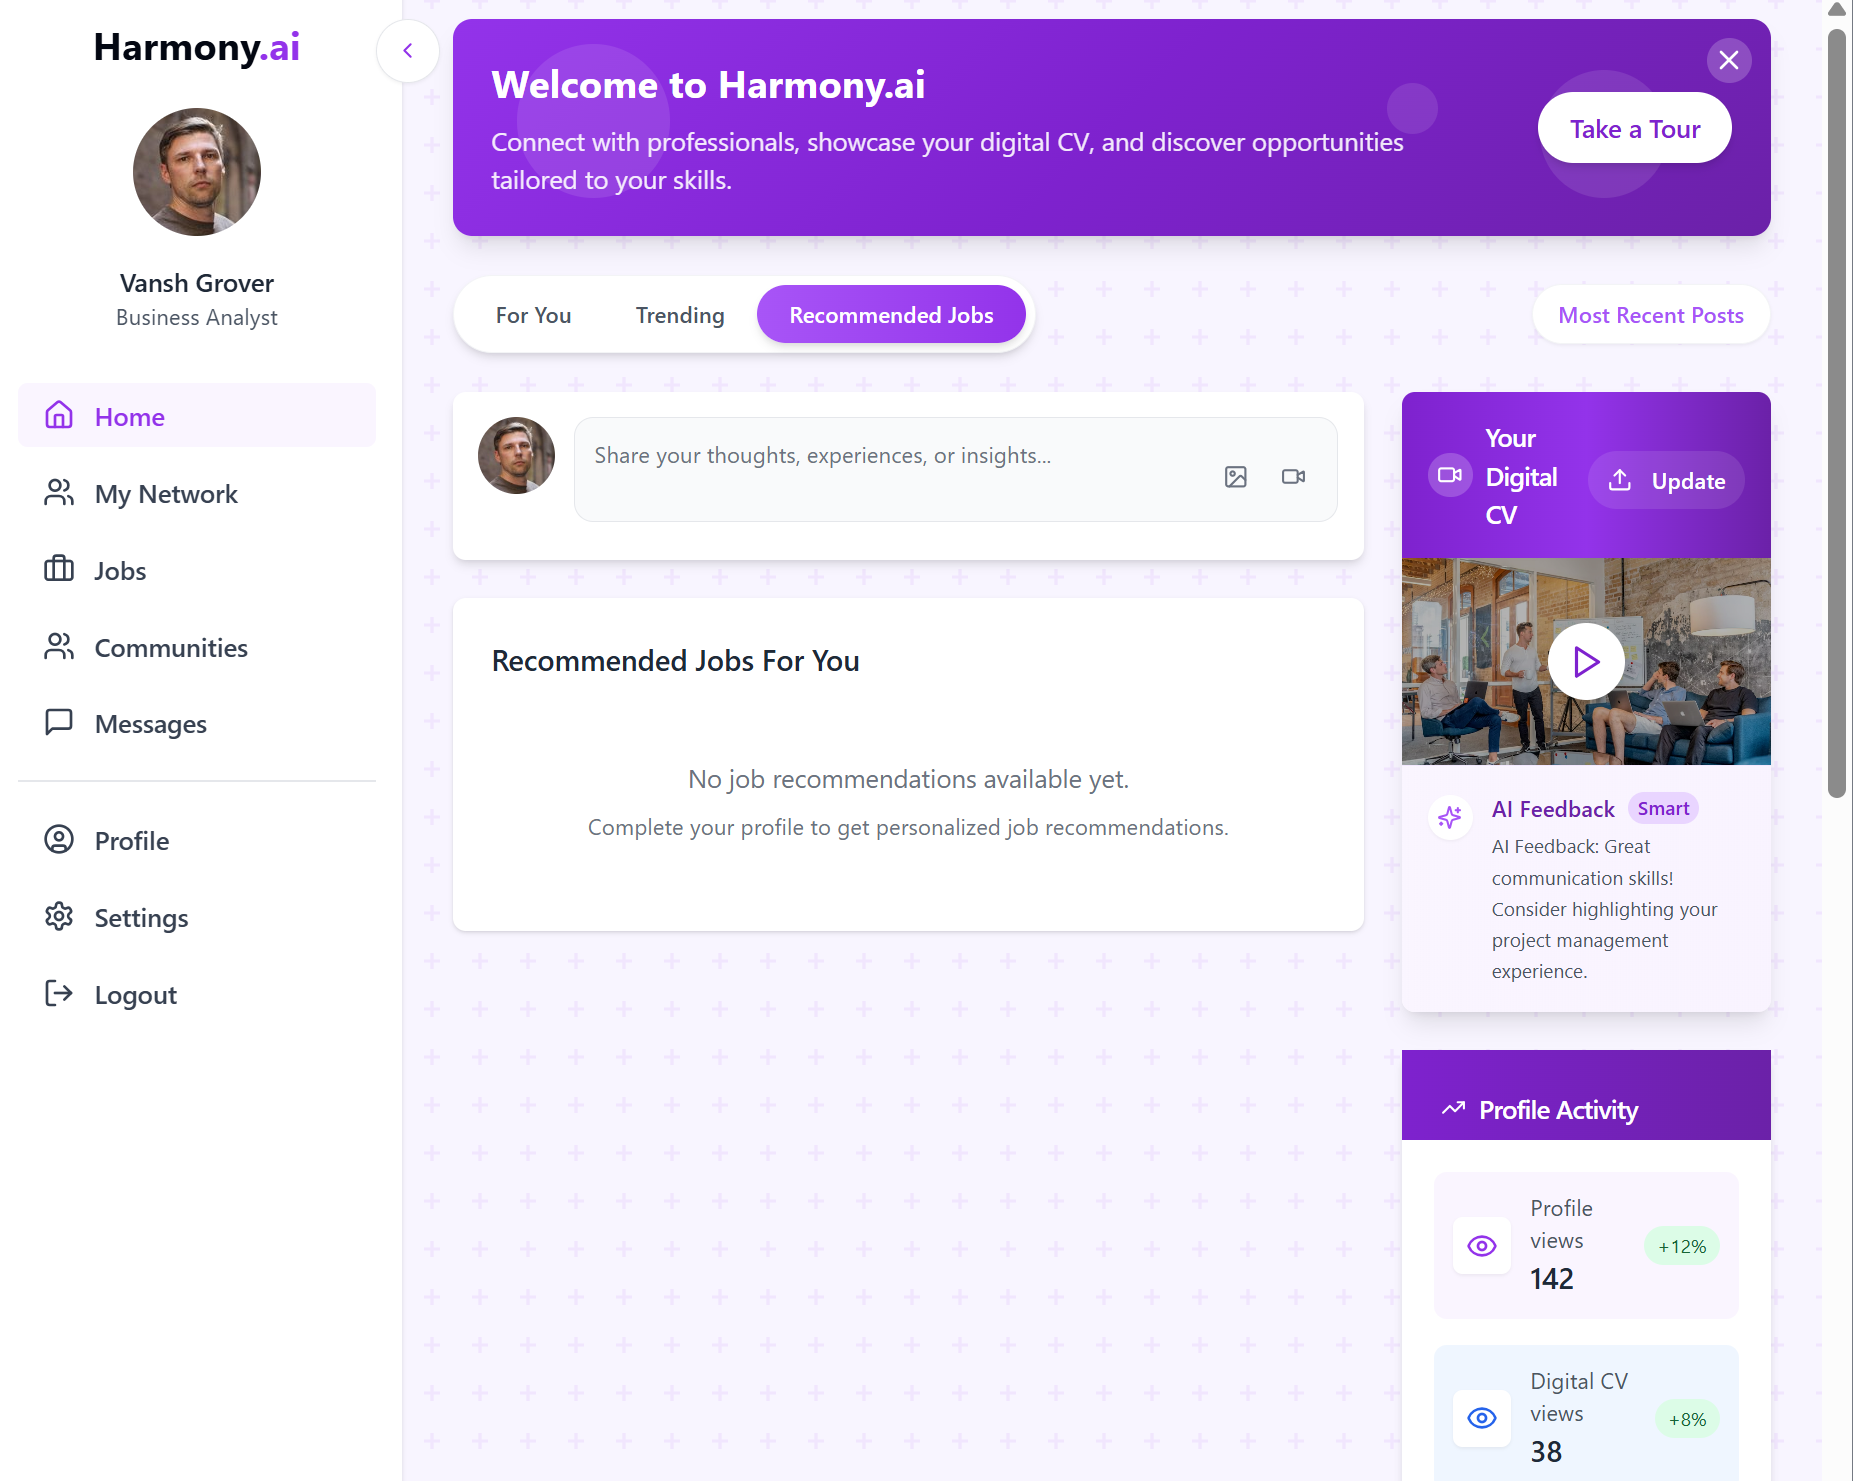 Harmony.ai
Vansh Grover
Business Analyst
Home
My Network
Jobs
Communities
Messages
Profile
Settings
Logout
Welcome to Harmony.ai
Connect with professionals, showcase your digital CV, and discover opportunities
tailored to your skills.
Take a Tour
For You
Trending
Recommended Jobs
Most Recent Posts
Share your thoughts, experiences, or insights...
Recommended Jobs For You
No job recommendations available yet.
Complete your profile to get personalized job recommendations.
Your
Digital
CV
Update
AI Feedback
Smart
AI Feedback: Great
communication skills!
Consider highlighting your
project management
experience.
Profile Activity
Profile
views
142
+12%
Digital CV
views
38
+8%